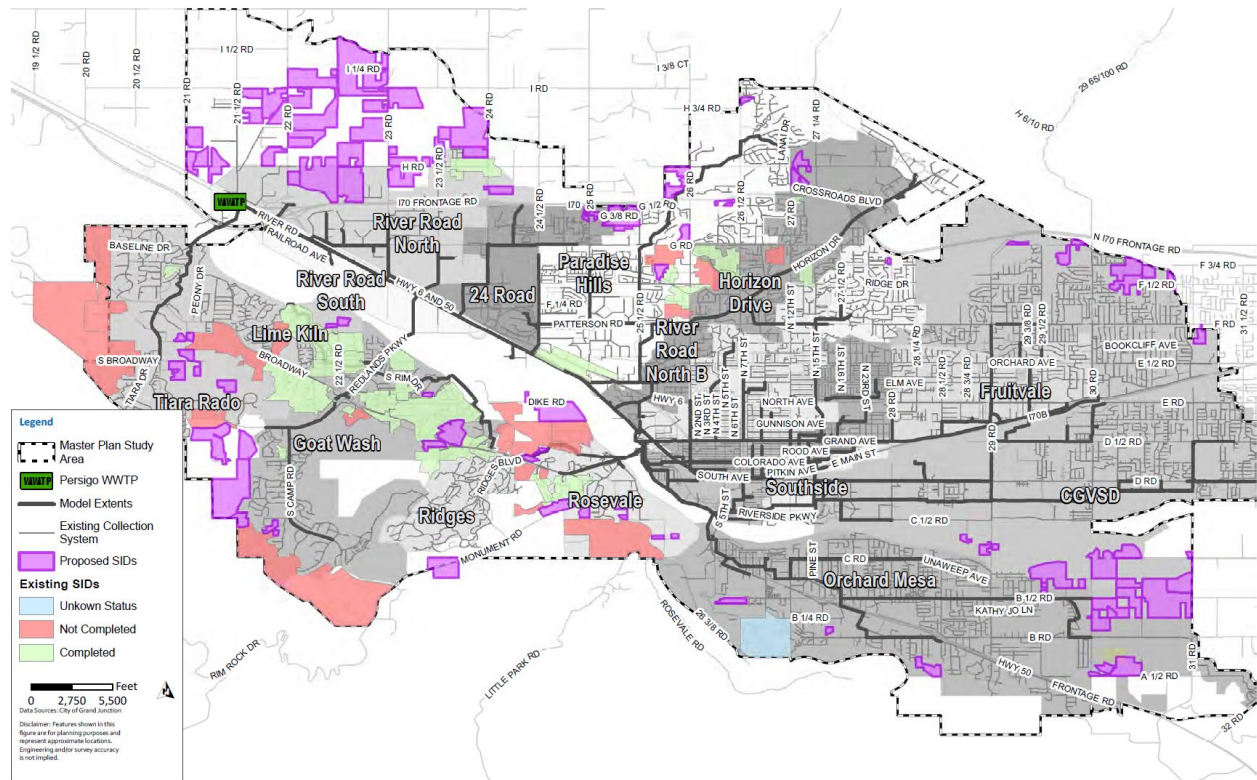 19 1/2 RD
20 RD
20 1/2 RD
21 RD
I 1/2 RD
I 1/4 RD
21 1/2 RD
22 RD
23 RD
24 RD
I RD
I 3/8 CT
H 3/4 RD
29 65/100 RD
H 6/10 RD
LANAI DR
27 1/4 RD
H RD
23 1/2 RD
24 1/2 RD
25 RD
26 RD
26 1/2 RD
27 RD
CROSSROADS BLVD
I70 FRONTAGE RD
I70
G 1/2 RD
G 3/8 RD
G RD
HORIZON DR
N I70 FRONTAGE RD
F 3/4 RD
F 1/2 RD
31 1/2 RD
F RD
RIVER RD
RAILROAD AVE
River Road
North
BASELINE DR
PEONY DR
River Road
South
HWY 6 AND 50
24 Road
Paradise
Hills
F 1/4 RD
PATTERSON RD
25 1/2 RD
Horizon
Drive
River
Road
North B
N 12TH ST
27 1/2 RD
RIDGE DR
N 7TH ST
N 15TH ST
N 19TH ST
28 1/4 RD
28 1/2 RD
28 3/4 RD
29 3/8 RD
29 1/2 RD
BOOKCLIFF AVE
ORCHARD AVE
E 1/2 RD
Lime Kiln
S BROADWAY
BROADWAY
22 1/2 RD
REDLANDS PKWY
S RIM DR
TIARA DR
Tiara Rado
DIKE RD
HWY 6
N 2ND ST
N 3RD ST
N 4TH ST
N 5TH ST
N 6TH ST
N 23RD ST
ELM AVE
28 RD
NORTH AVE
GUNNISON AVE
Fruitvale
30 RD
I70B
E RD
GRAND AVE
ROOD AVE
COLORADO AVE
E MAIN ST
PITKIN AVE
SOUTH AVE
29 RD
D 1/2 RD
D RD
Goat Wash
S CAMP RD
RIDGES BLVD
Ridges
Rosevale
Southside
CGVSD
S 5TH ST
RIVERSIDE PKWY
C 1/2 RD
MONUMENT RD
PINE ST
C RD
UNAWEEP AVE
Orchard Mesa
B 1/2 RD
KATHY JO LN
B 1/4 RD
B RD
26 3/8 RD
ROSEVALE RD
LITTLE PARK RD
RIM ROCK DR
HWY 50
FRONTAGE RD
A 1/2 RD
31 RD
32 RD
Legend
Master Plan Study
Area
Persigo WWTP
Model Extents
Existing Collection
System
Proposed SIDs
Existing SIDs
Unkown Status
Not Completed
Completed
Feet
0 2,750 5,500
Data Sources: City of Grand Junction
Disclaimer: Features shown in this
figure are for planning purposes and
represent approximate locations.
Engineering and/or survey accuracy
is not implied.